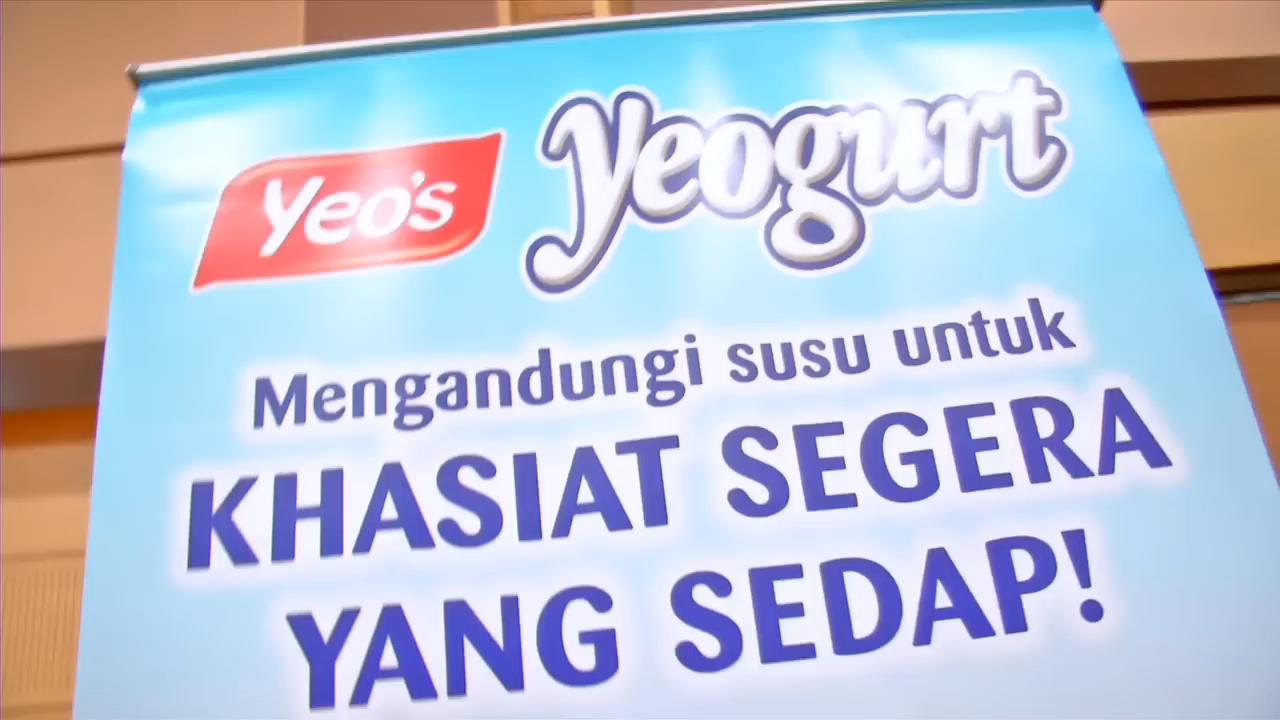 Yeo's Yeogurt
Mengandungi susu untuk
KHASIAT SEGERA
YANG SEDAP!